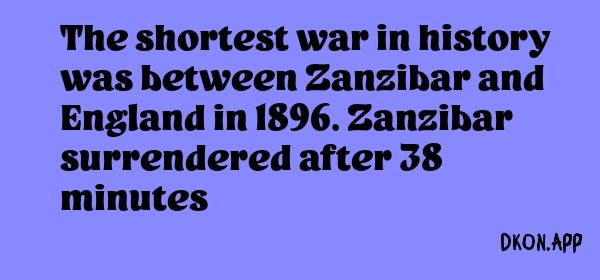 The shortest war in history
was between Zanzibar and
England in 1896. Zanzibar
surrendered after 38
minutes
DKON.APP